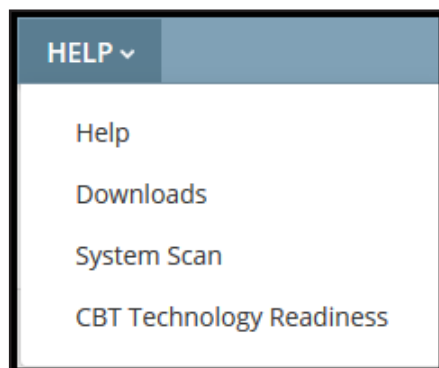 HELP
Help
Downloads
System Scan
CBT Technology Readiness